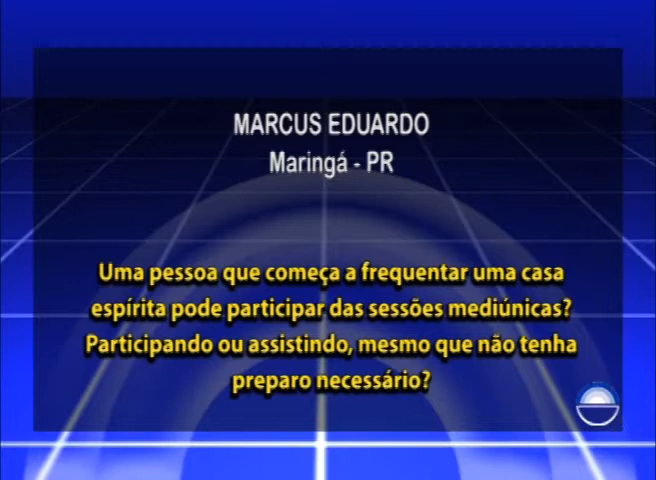 MARCUS EDUARDO
Maringá - PR
Uma pessoa que começa a frequentar uma casa
espírita pode participar das sessões mediúnicas?
Participando ou assistindo, mesmo que não tenha
preparo necessário?